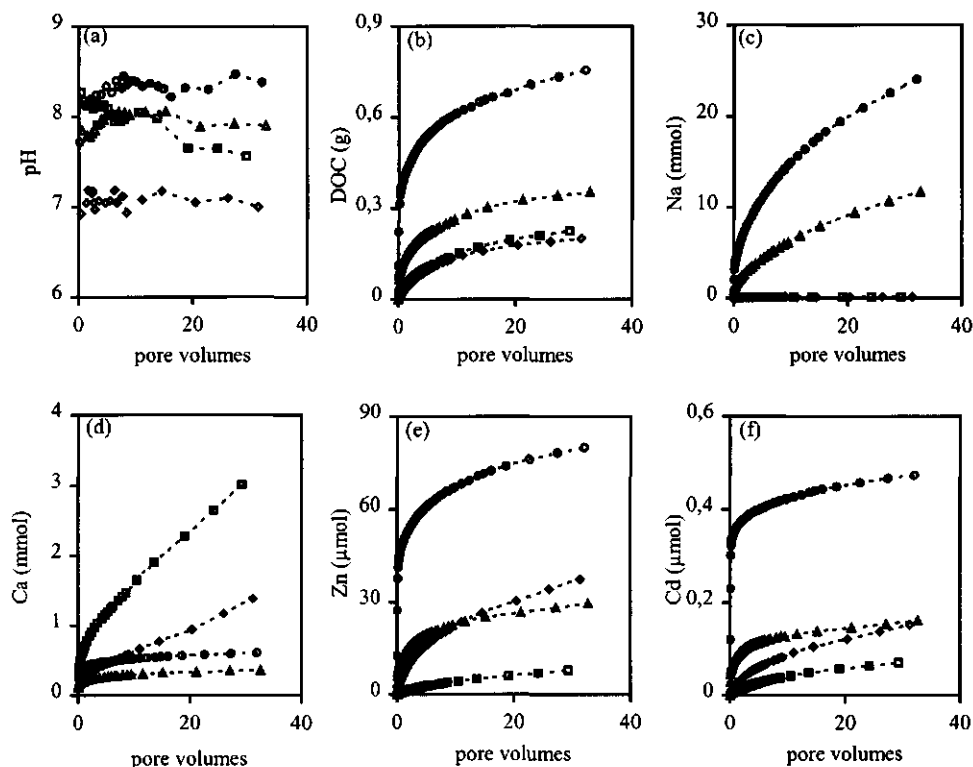 (a)
9
8
7
6
pH
0
20
40
pore volumes
(b)
0,9
0,6
0,3
0
DOC (g)
0
20
40
pore volumes
(c)
30
20
10
0
Na (mmol)
0
20
40
pore volumes
(d)
4
3
2
1
0
Ca (mmol)
0
20
40
pore volumes
(e)
90
60
30
0
Zn (µmol)
0
20
40
pore volumes
(f)
0,6
0,4
0,2
0
Cd (µmol)
0
20
40
pore volumes